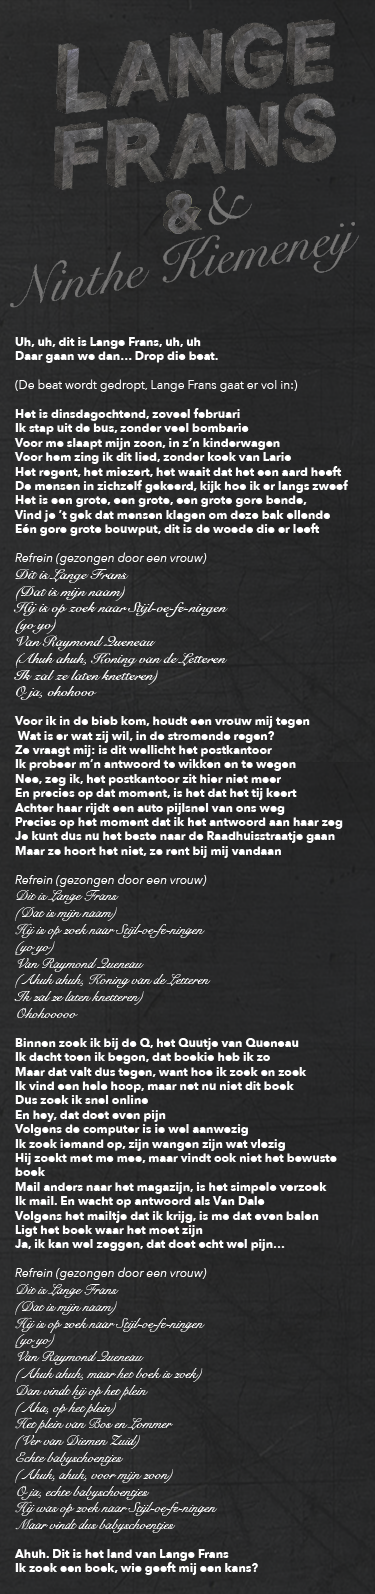 LANGE
FRANS
& &
Ninthe Kiemeneÿ
Uh, uh, dit is Lange Frans, uh, uh
Daar gaan we dan... Drop die beat.
(De beat wordt gedropt, Lange Frans gaat er vol in:)
Het is dinsdagochtend, zoveel februari
Ik stap uit de bus, zonder veel bombarie
Voor me slaapt mijn zoon, in z'n kinderwagen
Voor hem zing ik dit lied, zonder koek van Larie
Het regent, het miezert, het waait dat het een aard heeft
De mensen in zichzelf gekeerd, kijk hoe ik er langs zweef
Het is een grote, een grote, een grote gore bende,
Vind je 't gek dat mensen klagen om deze bak ellende
Eén gore grote bouwput, dit is de woede die er leeft
Refrein (gezongen door een vrouw)
Dit is Lange Frans
(Dat is mijn naam)
Hij is op zoek naar Stijl-oe-fe-ningen
(yo yo)
Van Raymond Queneau
(Ahuh ahuh, Koning van de Letteren
Ik zal ze laten knetteren)
O ja, ohohooo
Voor ik in de bieb kom, houdt een vrouw mij tegen
Wat is er wat zij wil, in de stromende regen?
Ze vraagt mij: is dit wellicht het postkantoor
Ik probeer m'n antwoord te wikken en te wegen
Nee, zeg ik, het postkantoor zit hier niet meer
En precies op dat moment, is het dat het tij keert
Achter haar rijdt een auto pijlsnel van ons weg
Precies op het moment dat ik het antwoord aan haar zeg
Je kunt dus nu het beste naar de Raadhuisstraatje gaan
Maar ze hoort het niet, ze rent bij mij vandaan
Refrein (gezongen door een vrouw)
Dit is Lange Frans
(Dat is mijn naam)
Hij is op zoek naar Stijl-oe-fe-ningen
(yo yo)
Van Raymond Queneau
(Ahuh ahuh, Koning van de Letteren
Ik zal ze laten knetteren)
Ohohooooo
Binnen zoek ik bij de Q, het Quutje van Queneau
Ik dacht toen ik begon, dat boekie heb ik zo
Maar dat valt dus tegen, want hoe ik zoek en zoek
Ik vind een hele hoop, maar net nu niet dit boek
Dus zoek ik snel online
En hey, dat doet even pijn
Volgens de computer is ie wel aanwezig
Ik zoek iemand op, zijn wangen zijn wat vlezig
Hij zoekt met me mee, maar vindt ook niet het bewuste
boek
Mail anders naar het magazijn, is het simpele verzoek
Ik mail. En wacht op antwoord als Van Dale
Volgens het mailtje dat ik krijg, is me dat even balen
Ligt het boek waar het moet zijn
Ja, ik kan wel zeggen, dat doet echt wel pijn...
Refrein (gezongen door een vrouw)
Dit is Lange Frans
(Dat is mijn naam)
Hij is op zoek naar Stijl-oe-fe-ningen
(yo yo)
Van Raymond Queneau
(Ahuh ahuh, maar het boek is zoek)
Dan vindt hij op het plein
(Aha, op het plein)
Het plein van Bos en Lommer
(Ver van Diemen Zuid)
Echte babyschoentjes
(Ahuh, ahuh, voor mijn zoon)
O ja, echte babyschoentjes
Hij was op zoek naar Stijl-oe-fe-ningen
Maar vindt dus babyschoentjes
Ahuh. Dit is het land van Lange Frans
Ik zoek een boek, wie geeft mij een kans?